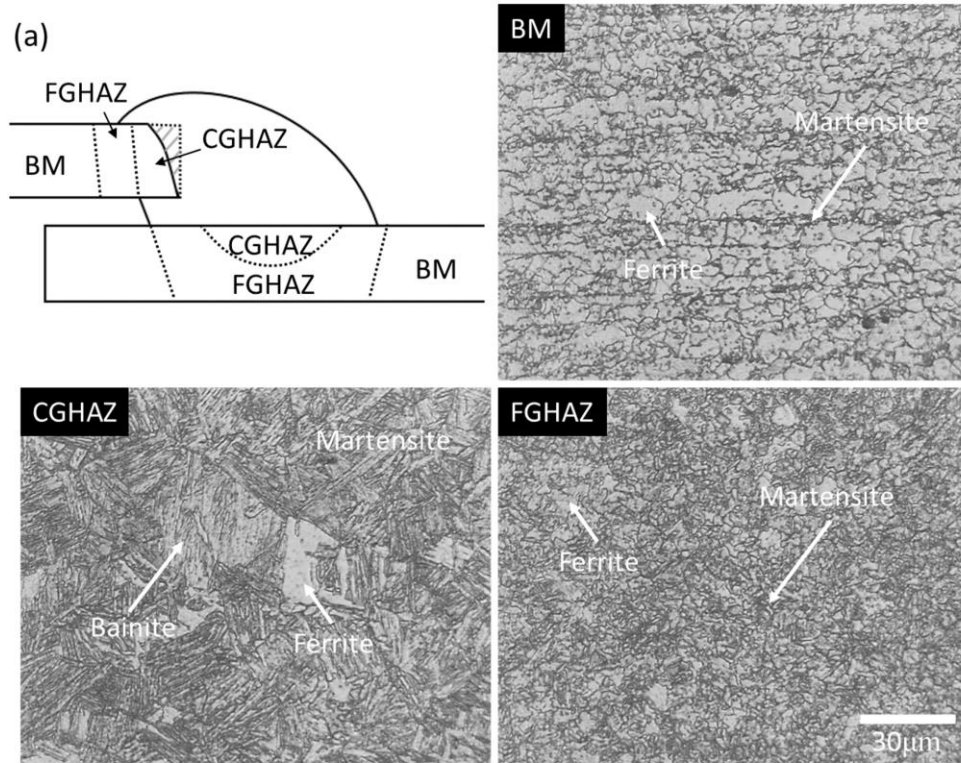 (a)
FGHAZ
CGHAZ
BM
CGHAZ
FGHAZ
BM
BM
Martensite
Ferrite
CGHAZ
Martensite
Bainite
Ferrite
FGHAZ
Martensite
Ferrite
30μm